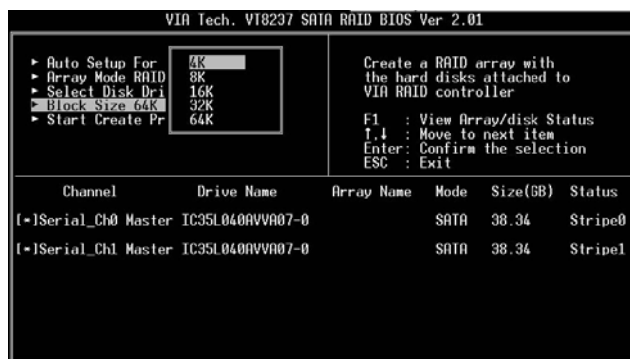 VIA Tech. VT8237 SATA RAID BIOS Ver 2.01
► Auto Setup For
► Array Mode RAID
► Select Disk Dri
► Block Size 64K
► Start Create Pr
4K
8K
16K
32K
64K
Create a RAID array with
the hard disks attached to
VIA RAID controller
F1 : View Array/disk Status
↑,↓ : Move to next item
Enter: Confirm the selection
ESC : Exit
Channel Drive Name Array Name Mode Size(GB) Status
[*]Serial_Ch0 Master IC35L040AVVA07-0 SATA 38.34 Stripe0
[*]Serial_Ch1 Master IC35L040AVVA07-0 SATA 38.34 Stripe1